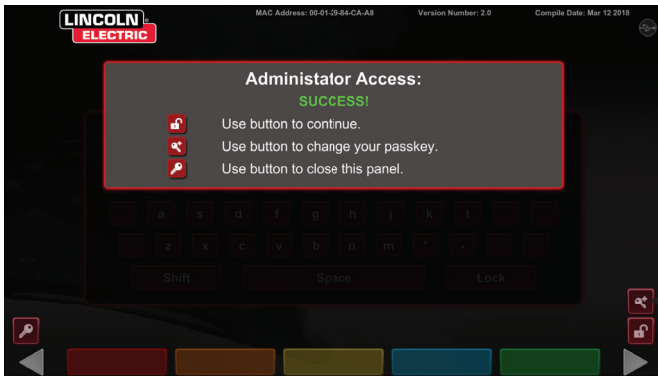 LINCOLN®
ELECTRIC
MAC Address: 00-01-29-84-CA-A8 Version Number: 2.0 Compile Date: Mar 12 2018
Administator Access:
SUCCESS!
Use button to continue.
Use button to change your passkey.
Use button to close this panel.
a s d f g h j k l
z x c v b n m ' -
Shift Space Lock